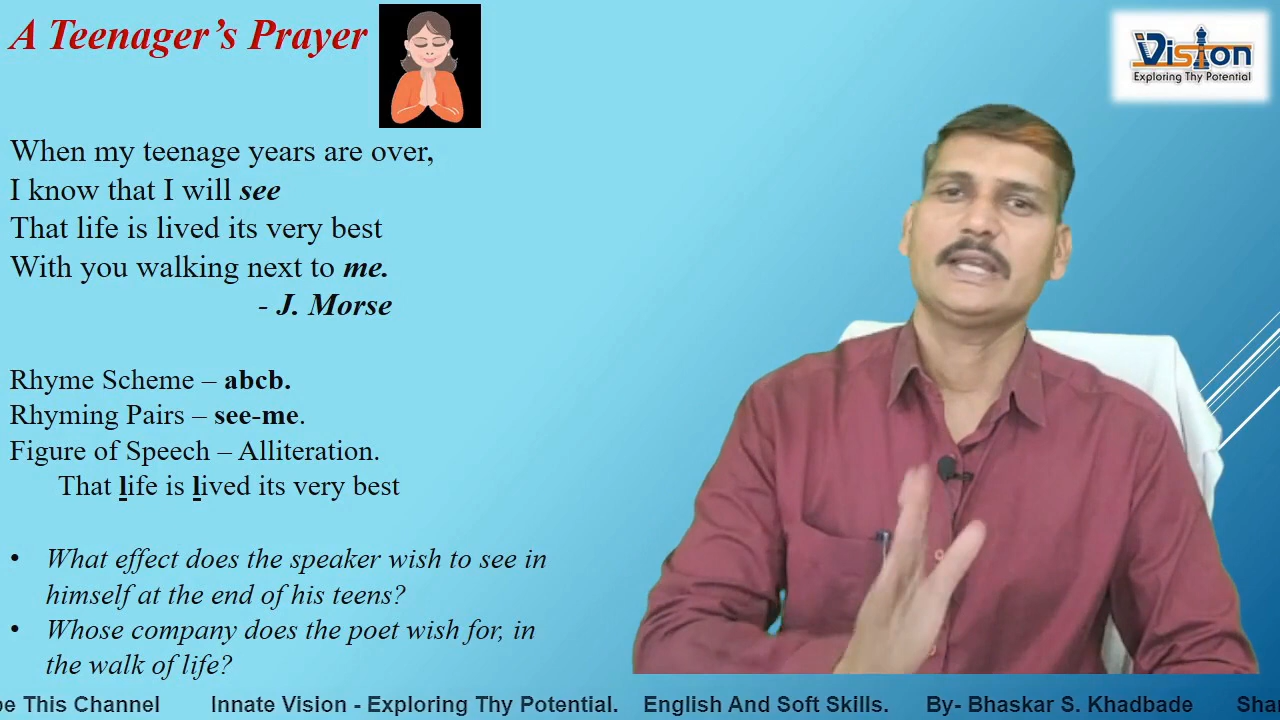 A Teenager's Prayer
Vision
Exploring Thy Potential
When my teenage years are over,
I know that I will see
That life is lived its very best
With you walking next to me.
- J. Morse
Rhyme Scheme – abcb.
Rhyming Pairs – see-me.
Figure of Speech – Alliteration.
That life is lived its very best
• What effect does the speaker wish to see in
himself at the end of his teens?
• Whose company does the poet wish for, in
the walk of life?
be This Channel Innate Vision - Exploring Thy Potential. English And Soft Skills. By- Bhaskar S. Khadbade Sha